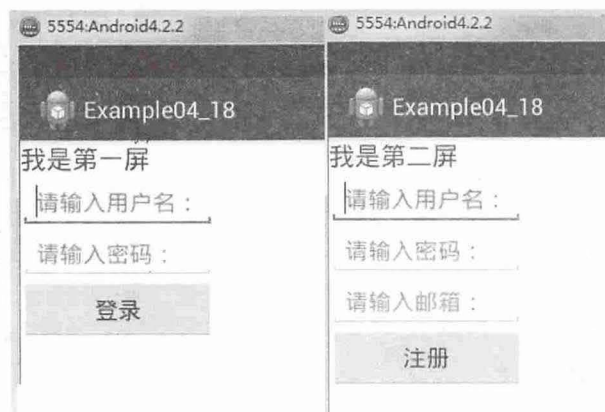 5554:Android4.2.2
Example04_18
我是第一屏
请输入用户名：
请输入密码：
登录
5554:Android4.2.2
Example04_18
我是第二屏
请输入用户名：
请输入密码：
请输入邮箱：
注册